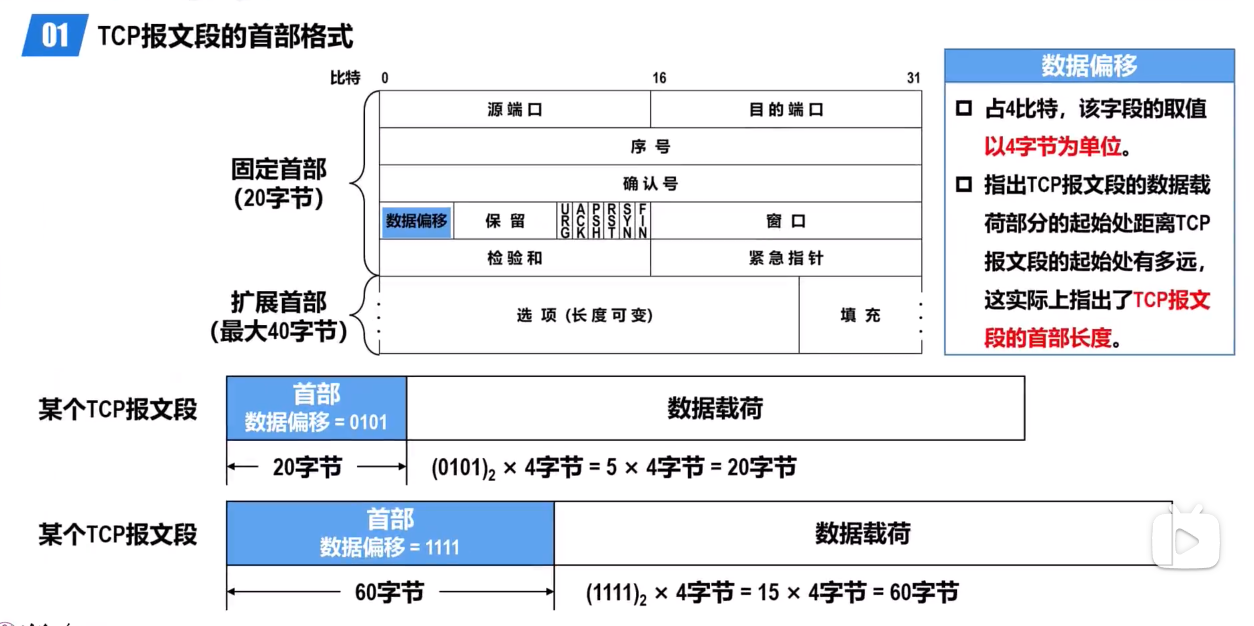 01 TCP报文段的首部格式
比特 0 16 31
源端口 目的端口
序号
确认号
数据偏移 保留 URG ACK PSH RST SYN FIN 窗口
检验和 紧急指针
选项 (长度可变) 填充
固定首部
(20字节)
扩展首部
(最大40字节)
数据偏移
占4比特，该字段的取值
以4字节为单位。
指出TCP报文段的数据载
荷部分的起始处距离TCP
报文段的起始处有多远，
这实际上指出了TCP报文
段的首部长度。
某个TCP报文段
首部
数据偏移 = 0101
数据载荷
20字节
(0101)₂ × 4字节 = 5 × 4字节 = 20字节
某个TCP报文段
首部
数据偏移 = 1111
数据载荷
60字节
(1111)₂ × 4字节 = 15 × 4字节 = 60字节